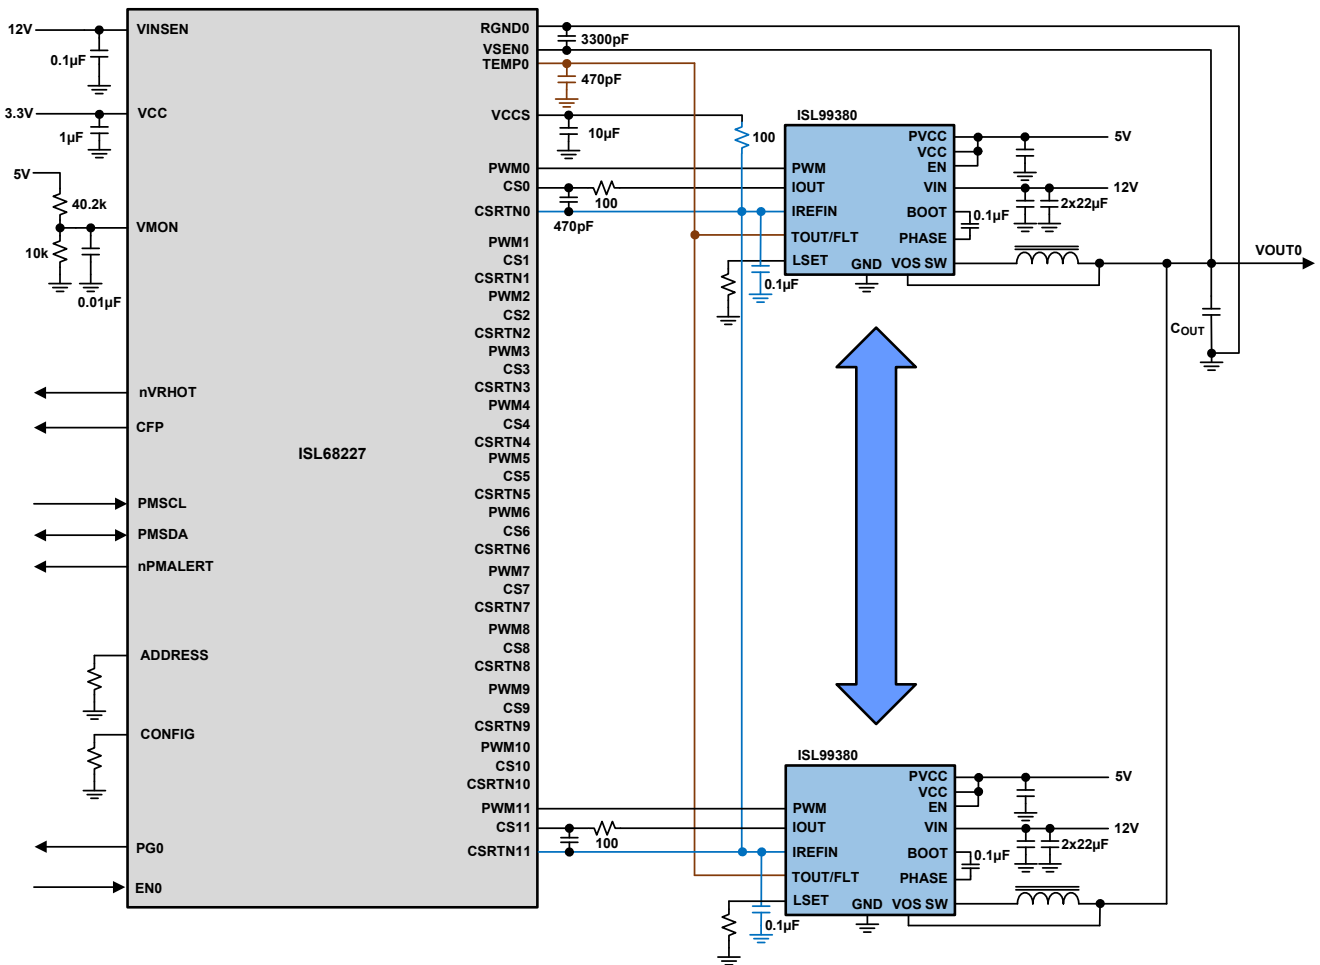 12V
VINSEN
0.1µF
3.3V
VCC
1µF
5V
40.2k
VMON
10k
0.01µF
nVRHOT
CFP
ISL68227
PMSCL
PMSDA
nPMALERT
ADDRESS
CONFIG
PG0
EN0
RGND0
3300pF
VSEN0
TEMP0
470pF
VCCS
10µF
100
PWM0
CS0
100
CSRTN0
470pF
PWM1
CS1
CSRTN1
PWM2
CS2
CSRTN2
PWM3
CS3
CSRTN3
PWM4
CS4
CSRTN4
PWM5
CS5
CSRTN5
PWM6
CS6
CSRTN6
PWM7
CS7
CSRTN7
PWM8
CS8
CSRTN8
PWM9
CS9
CSRTN9
PWM10
CS10
CSRTN10
PWM11
CS11
100
CSRTN11
ISL99380
PVCC
5V
VCC
EN
PWM
IOUT
VIN
12V
2x22µF
IREFIN
BOOT
0.1µF
TOUT/FLT
PHASE
LSET
GND
VOS SW
0.1µF
VOUT0
COUT
ISL99380
PVCC
5V
VCC
EN
PWM
IOUT
VIN
12V
2x22µF
IREFIN
BOOT
0.1µF
TOUT/FLT
PHASE
LSET
GND
VOS SW
0.1µF